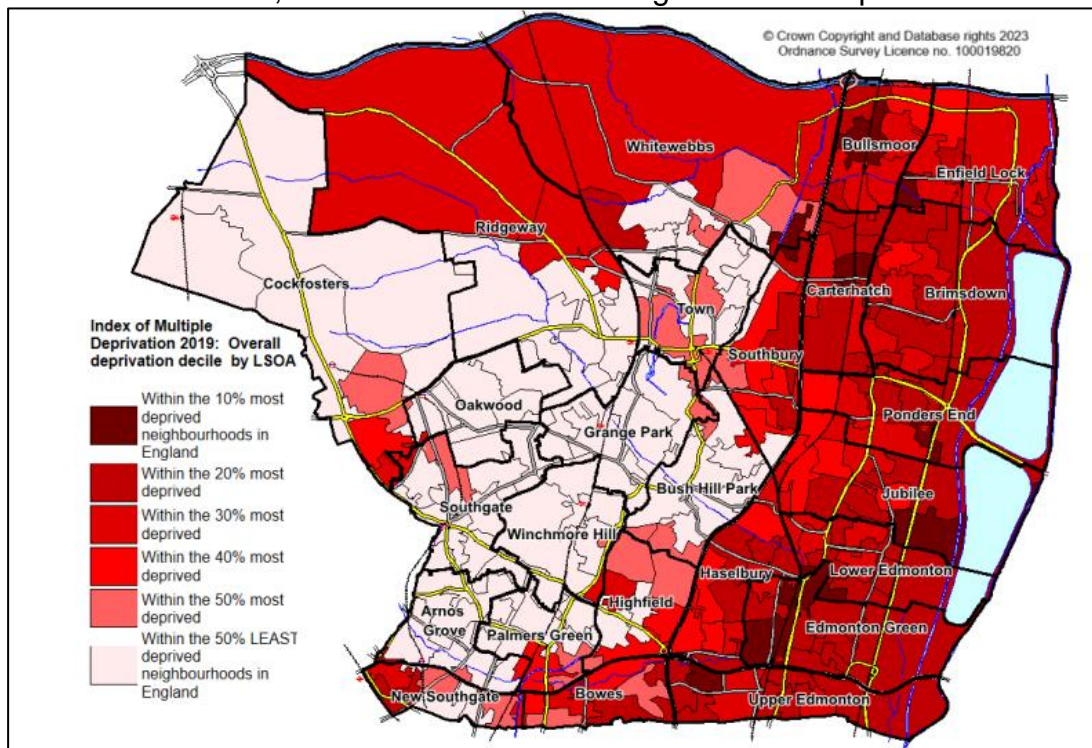 © Crown Copyright and Database rights 2023
Ordnance Survey Licence no. 100019820
Whitewebbs
Bullsmoor
Enfield Lock
Ridgeway
Cockfosters
Carterhatch
Brimsdown
Town
Southbury
Index of Multiple
Deprivation 2019: Overall
deprivation decile by LSOA
Within the 10% most
deprived
neighbourhoods in
England
Within the 20% most
deprived
Within the 30% most
deprived
Within the 40% most
deprived
Within the 50% most
deprived
Within the 50% LEAST
deprived
neighbourhoods in
England
Oakwood
Grange Park
Ponders End
Bush Hill Park
Jubilee
Southgate
Winchmore Hill
Haselbury
Lower Edmonton
Highfield
Arnos
Grove
Palmers Green
Edmonton Green
New Southgate
Bowes
Upper Edmonton